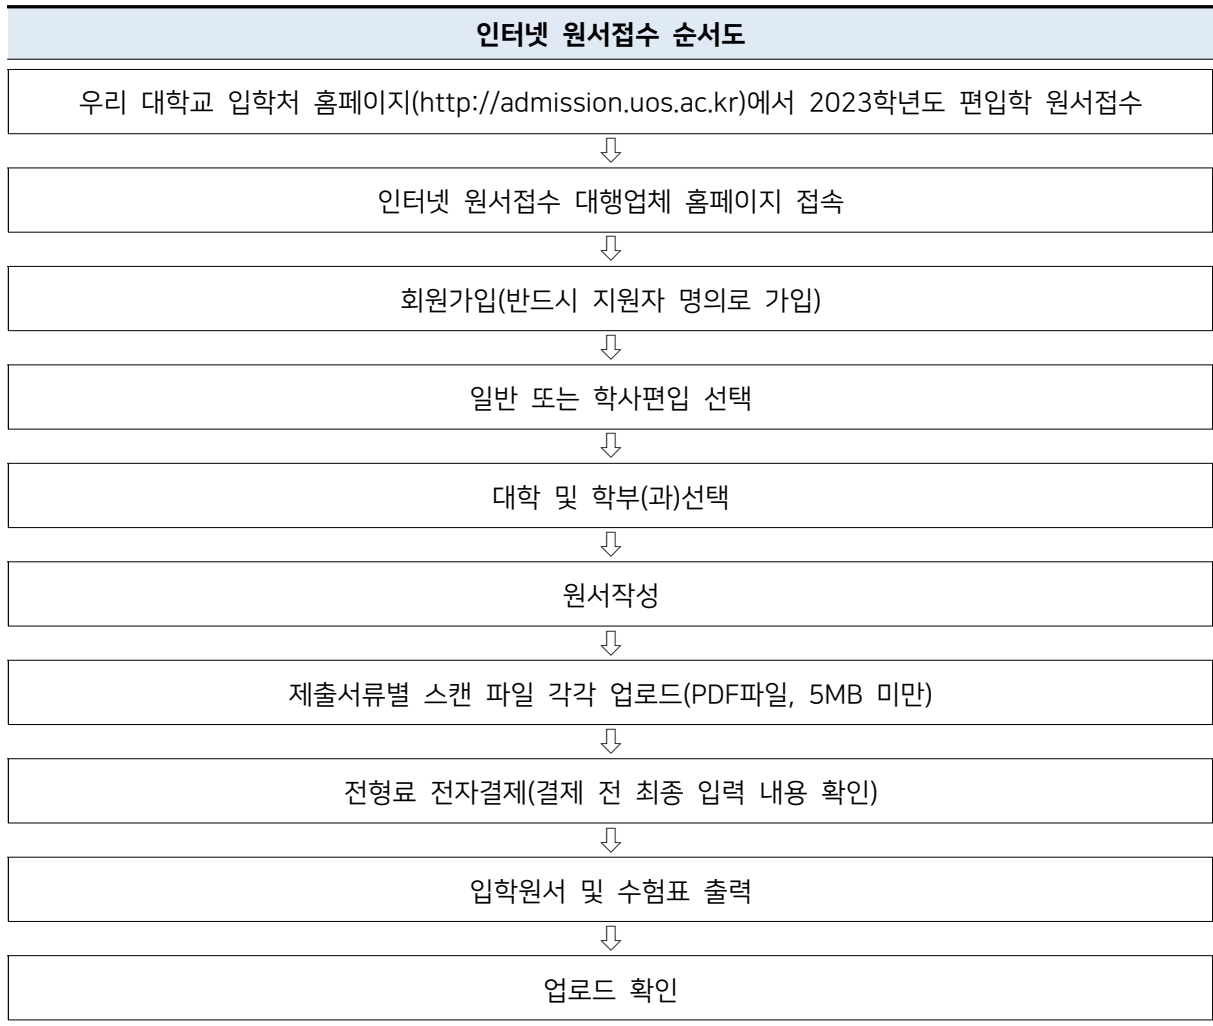 인터넷 원서접수 순서도
우리 대학교 입학처 홈페이지(http://admission.uos.ac.kr)에서 2023학년도 편입학 원서접수
⇩
인터넷 원서접수 대행업체 홈페이지 접속
⇩
회원가입(반드시 지원자 명의로 가입)
⇩
일반 또는 학사편입 선택
⇩
대학 및 학부(과)선택
⇩
원서작성
⇩
제출서류별 스캔 파일 각각 업로드(PDF파일, 5MB 미만)
⇩
전형료 전자결제(결제 전 최종 입력 내용 확인)
⇩
입학원서 및 수험표 출력
⇩
업로드 확인